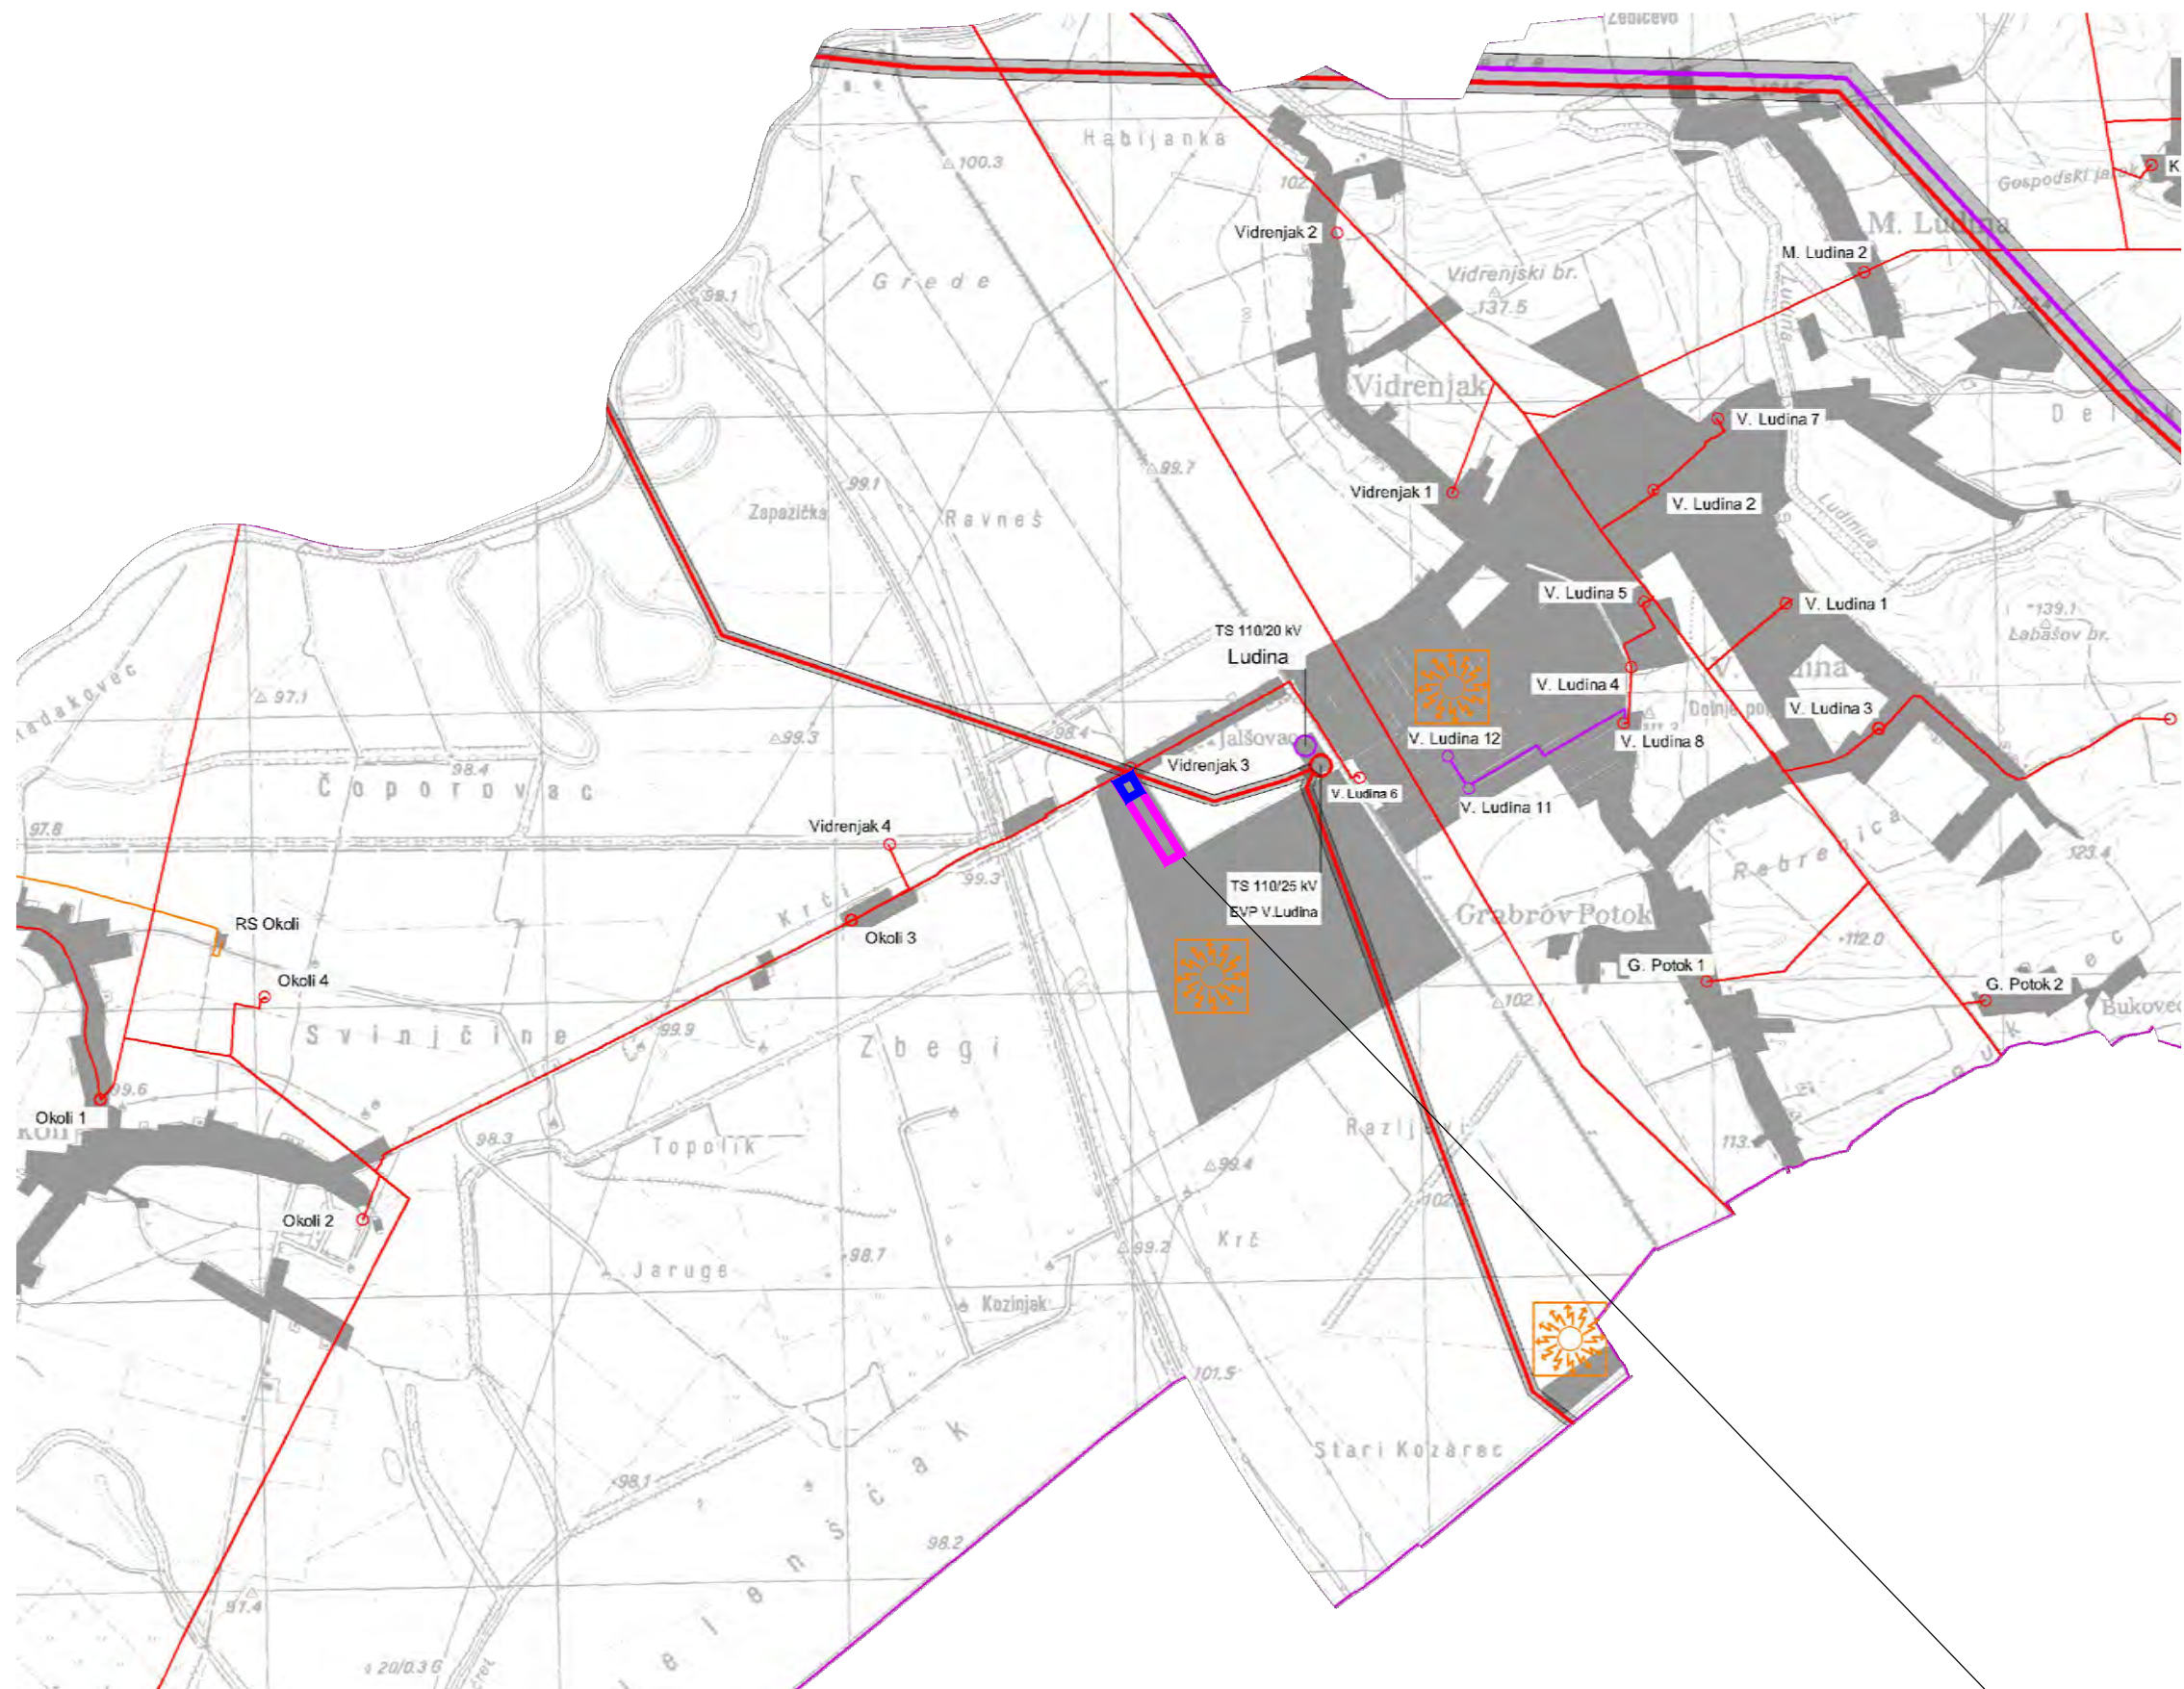 Habijanka
100.3
Gospodski jarak
K
M. Ludina
Vidrenjak 2
M. Ludina 2
Vidrenjski br.
137.5
Grede
99.1
100
Ludina
Vidrenjak
V. Ludina 7
99.7
99.1
Vidrenjak 1
V. Ludina 2
Zapazička
Ravneš
Ludinica
V. Ludina 5
V. Ludina 1
139.1
Labašov br.
TS 110/20 kV
Ludina
V. Ludina 4
97.1
99.3
98.4
Jalšovac
V. Ludina 12
V. Ludina 8
V. Ludina 3
Vidrenjak 3
98.4
Čoporovac
V. Ludina 6
V. Ludina 11
97.8
Vidrenjak 4
Rebrenica
123.4
99.3
Krči
TS 110/25 kV
EVP V.Ludina
Grabrov Potok
RS Okoli
Okoli 3
112.0
G. Potok 1
Okoli 4
G. Potok 2
Bukovec
102.1
Svinjčine
99.9
Zbegi
99.6
Okoli 1
98.3
Topolik
Razljevi
113.
99.4
102.
Okoli 2
98.7
99.2
Krč
Jaruge
Kozinjak
101.5
Stari Kozarec
98.1
98.2
97.4
20/0.36